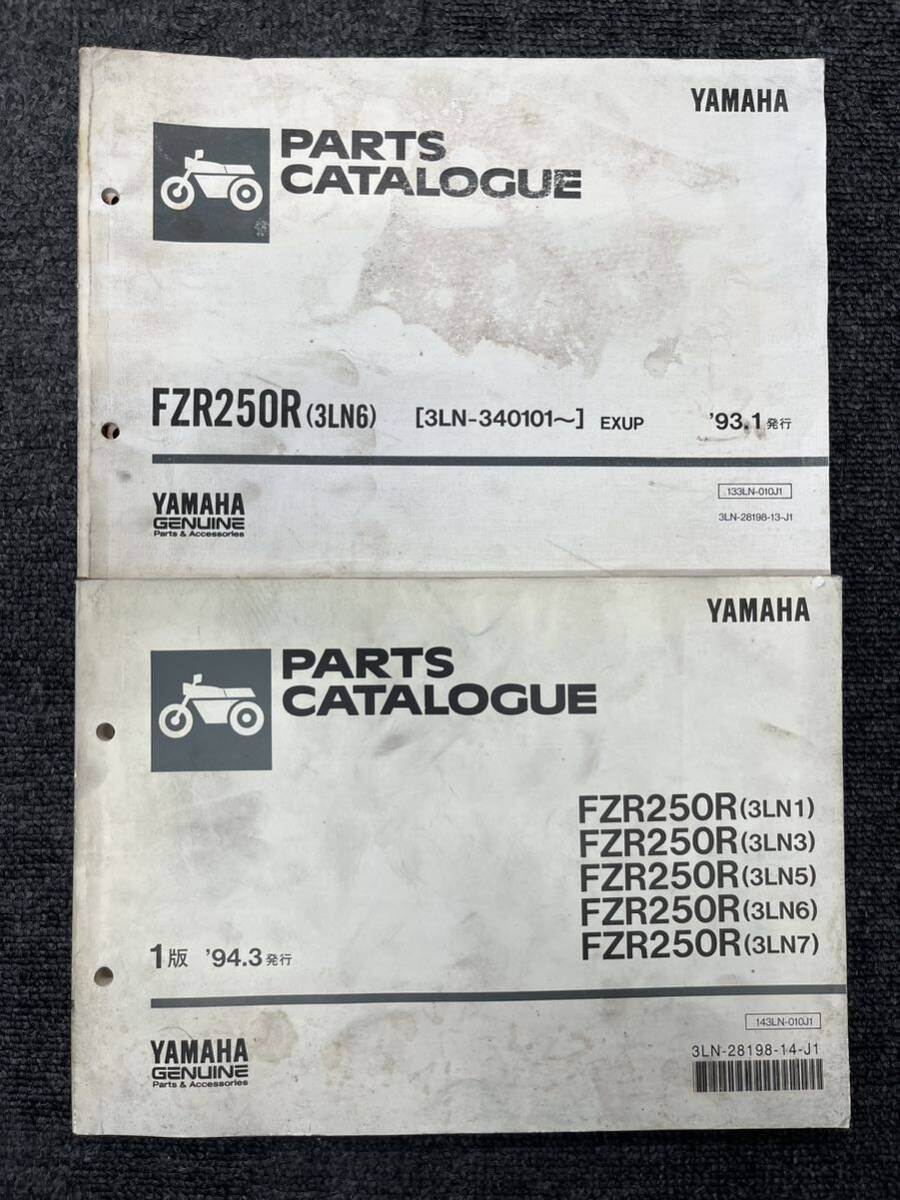 YAMAHA
PARTS
CATALOGUE
FZR250R (3LN6) [3LN-340101〜] EXUP '93.1 発行
133LN-010J1
3LN-28198-13-J1
YAMAHA
GENUINE
Parts & Accessories
YAMAHA
PARTS
CATALOGUE
FZR250R (3LN1)
FZR250R (3LN3)
FZR250R (3LN5)
FZR250R (3LN6)
FZR250R (3LN7)
1版 '94.3 発行
143LN-010J1
3LN-28198-14-J1
YAMAHA
GENUINE
Parts & Accessories